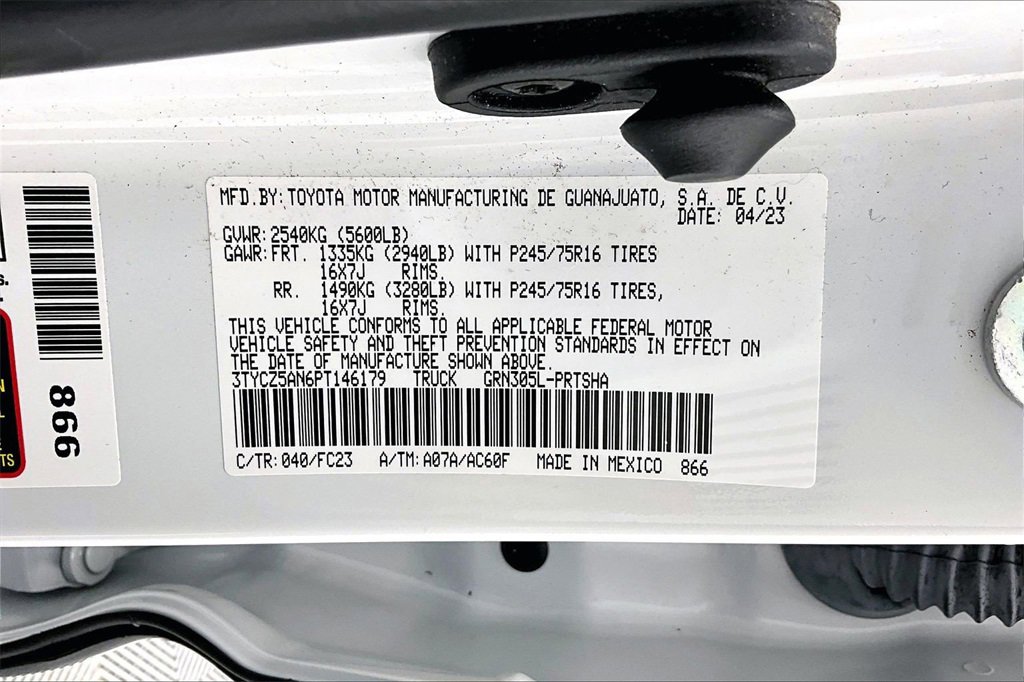 MFD.BY: TOYOTA MOTOR MANUFACTURING DE GUANAJUATO, S.A. DE C.V.
DATE: 04/23
GVWR: 2540KG (5600LB)
GAWR: FRT. 1335KG (2940LB) WITH P245/75R16 TIRES
16X7J RIMS.
RR. 1490KG (3280LB) WITH P245/75R16 TIRES,
16X7J RIMS.
THIS VEHICLE CONFORMS TO ALL APPLICABLE FEDERAL MOTOR
VEHICLE SAFETY AND THEFT PREVENTION STANDARDS IN EFFECT ON
THE DATE OF MANUFACTURE SHOWN ABOVE.
3TYCZ5AN6PT146179 TRUCK GRN305L-PRTSHA
C/TR: 040/FC23 A/TM: A07A/AC60F MADE IN MEXICO 866
866